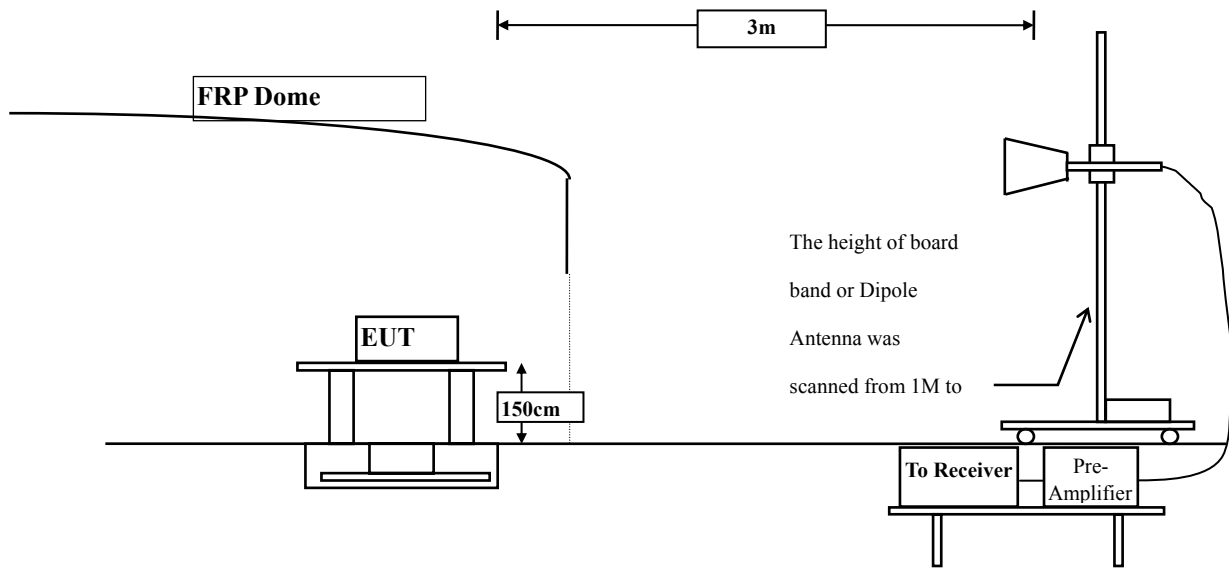 3m
FRP Dome
The height of board
band or Dipole
Antenna was
scanned from 1M to
EUT
150cm
To Receiver
Pre-
Amplifier